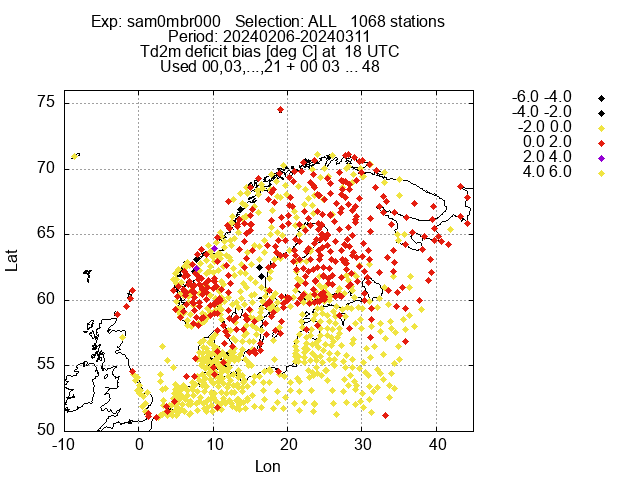 Exp: sam0mbr000 Selection: ALL 1068 stations
Period: 20240206-20240311
Td2m deficit bias [deg C] at 18 UTC
Used 00,03,...,21 + 00 03 ... 48
-6.0 -4.0
-4.0 -2.0
-2.0 0.0
0.0 2.0
2.0 4.0
4.0 6.0
75
70
65
60
55
50
Lat
-10 0 10 20 30 40
Lon